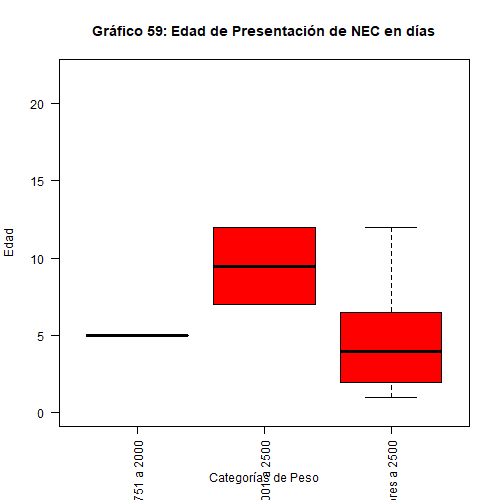 Gráfico 59: Edad de Presentación de NEC en días
Edad
20
15
10
5
0
751 a 2000
001 a 2500
res a 2500
Categorías de Peso